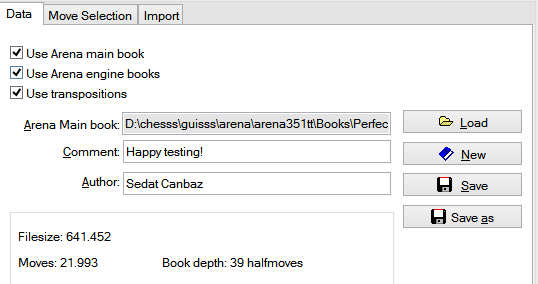 Data Move Selection Import
Use Arena main book
Use Arena engine books
Use transpositions
Arena Main book: D:\chesss\guisss\arena\arena351tt\Books\Perfec Load
Comment: Happy testing! New
Author: Sedat Canbaz Save
Save as
Filesize: 641.452
Moves: 21.993 Book depth: 39 halfmoves